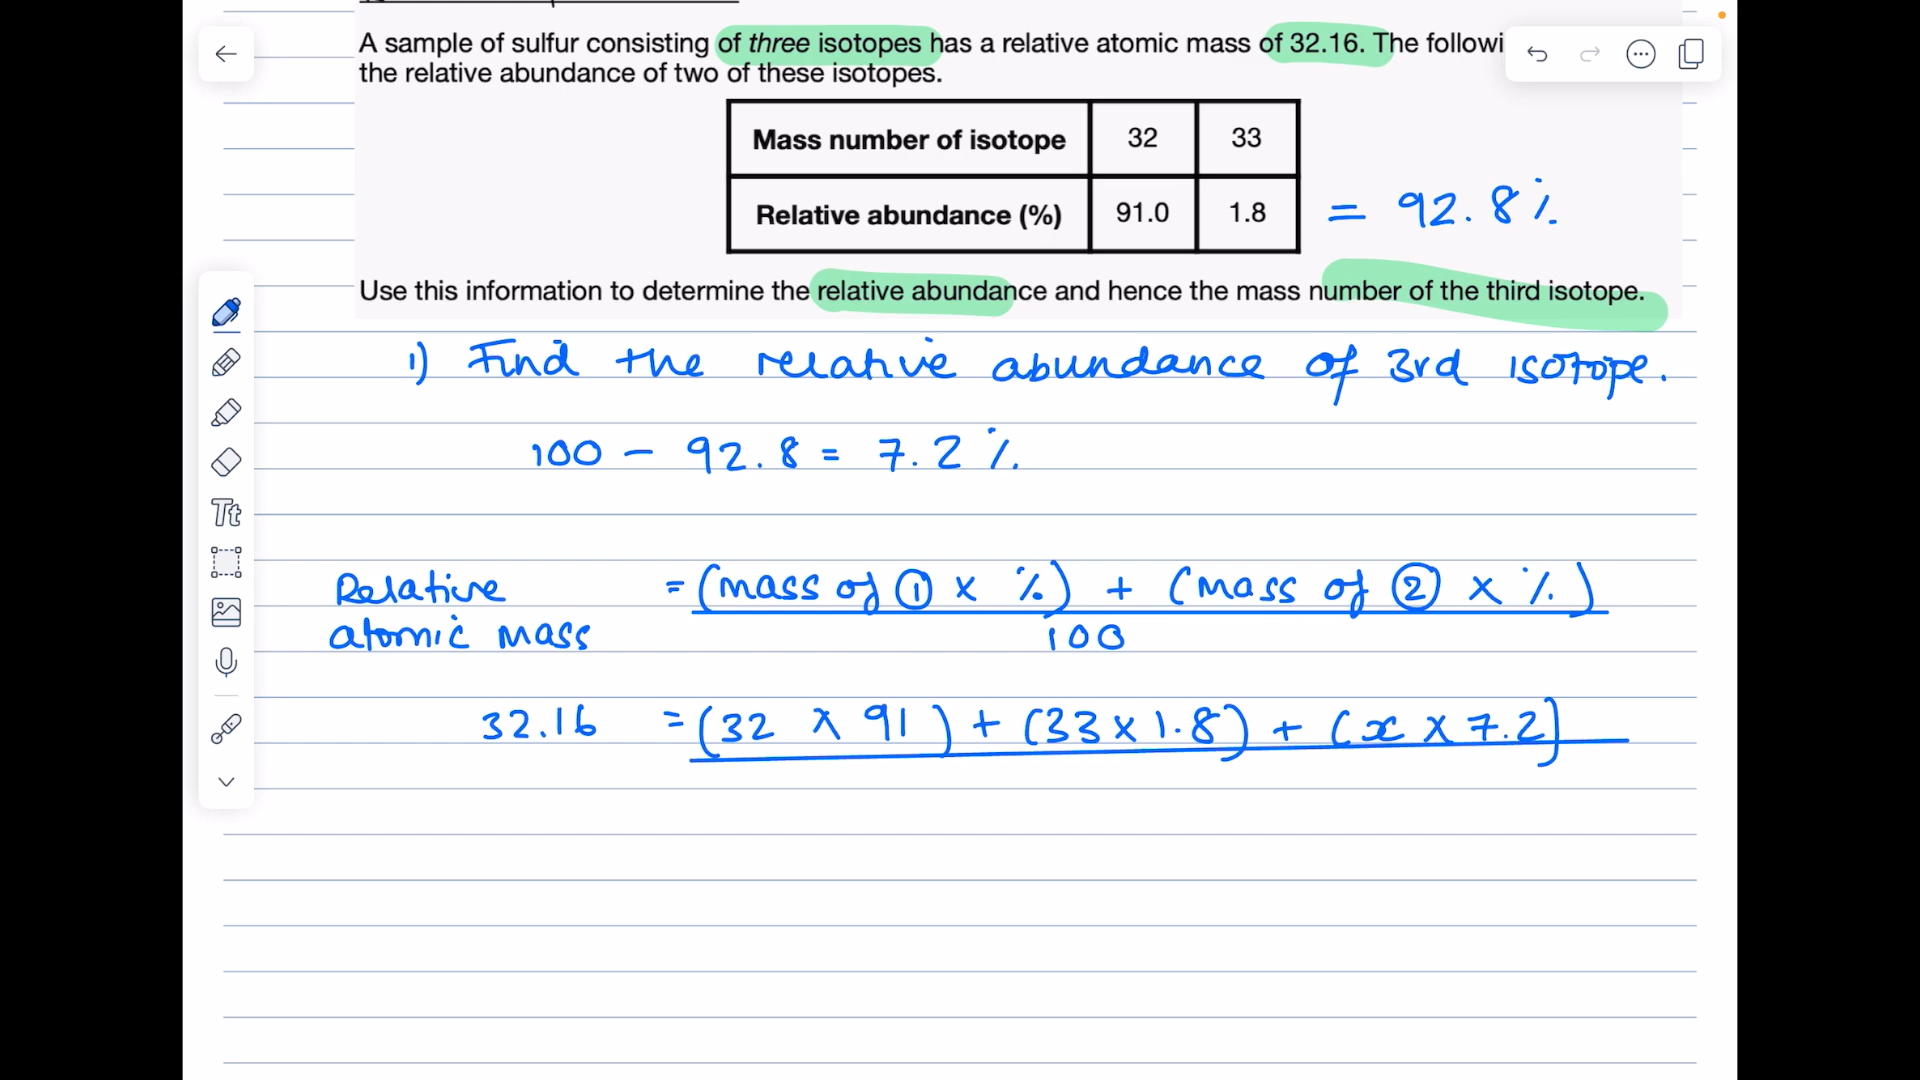 A sample of sulfur consisting of three isotopes has a relative atomic mass of 32.16. The
the relative abundance of two of these isotopes.
Mass number of isotope 32 33
Relative abundance (%) 91.0 1.8 = 92.8%
Use this information to determine the relative abundance and hence the mass number of the third isotope.
1) Find the relative abundance of 3rd isotope.
100 - 92.8 = 7.2 %
Relative = (mass of ① x %) + (mass of ② x %)
atomic mass 100
32.16 = (32 x 91) + (33 x 1.8) + (x x 7.2)
Tt